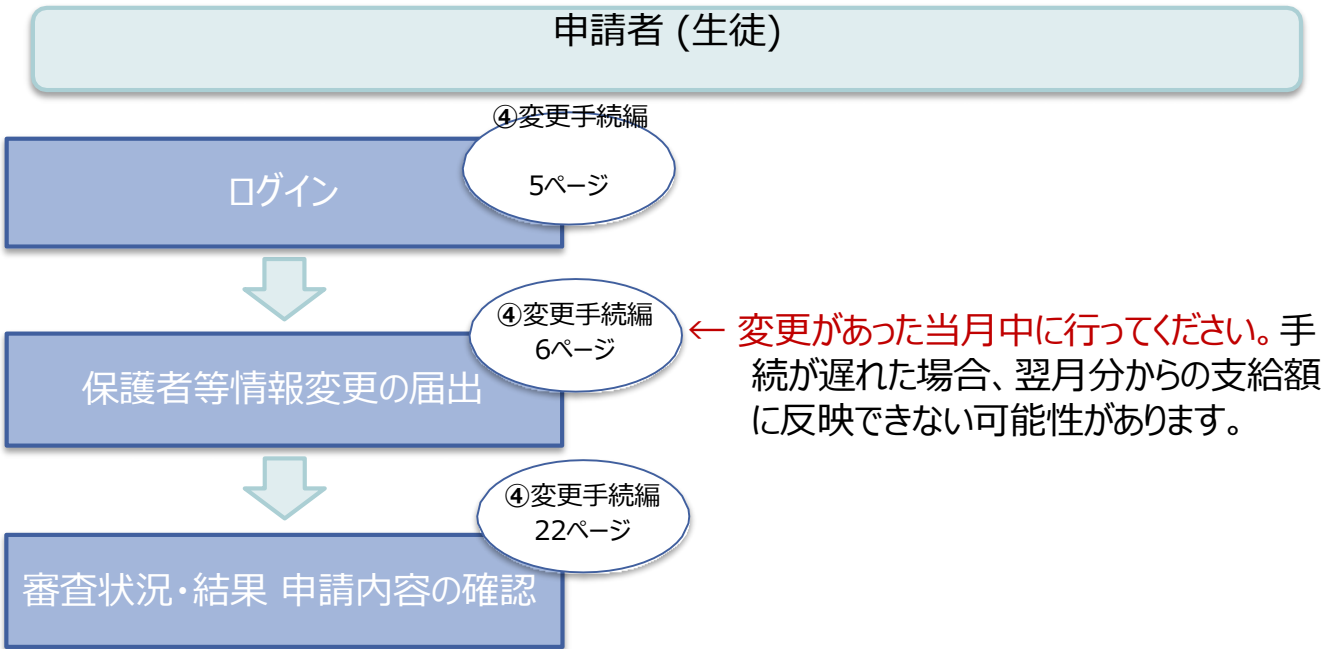 申請者 (生徒)
④変更手続編
5ページ
ログイン
④変更手続編
6ページ
← 変更があった当月中に行ってください。手
続が遅れた場合、翌月分からの支給額
に反映できない可能性があります。
保護者等情報変更の届出
④変更手続編
22ページ
審査状況・結果 申請内容の確認